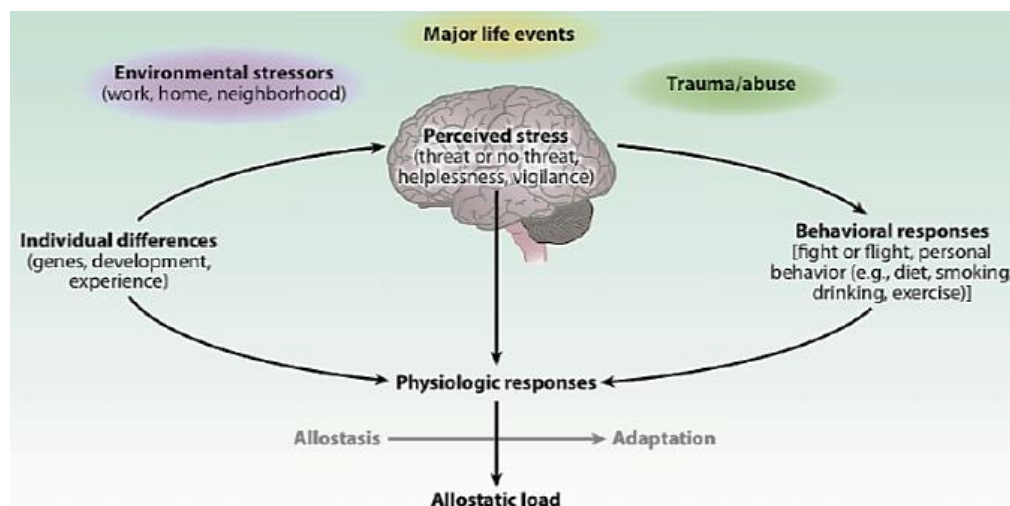 Major life events
Environmental stressors
(work, home, neighborhood)
Trauma/abuse
Perceived stress
(threat or no threat,
helplessness, vigilance)
Individual differences
(genes, development,
experience)
Behavioral responses
[fight or flight, personal
behavior (e.g., diet, smoking,
drinking, exercise)]
Physiologic responses
Allostasis
Adaptation
Allostatic load